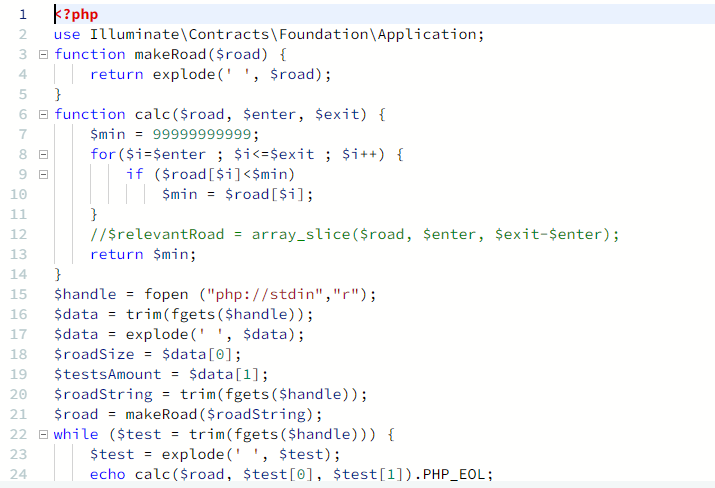 1 <?php
2 use Illuminate\Contracts\Foundation\Application;
3 function makeRoad($road) {
4 return explode(' ', $road);
5 }
6 function calc($road, $enter, $exit) {
7 $min = 99999999999;
8 for($i=$enter ; $i<=$exit ; $i++) {
9 if ($road[$i]<$min)
10 $min = $road[$i];
11 }
12 //$relevantRoad = array_slice($road, $enter, $exit-$enter);
13 return $min;
14 }
15 $handle = fopen ("php://stdin","r");
16 $data = trim(fgets($handle));
17 $data = explode(' ', $data);
18 $roadSize = $data[0];
19 $testsAmount = $data[1];
20 $roadString = trim(fgets($handle));
21 $road = makeRoad($roadString);
22 while ($test = trim(fgets($handle))) {
23 $test = explode(' ', $test);
24 echo calc($road, $test[0], $test[1]).PHP_EOL;